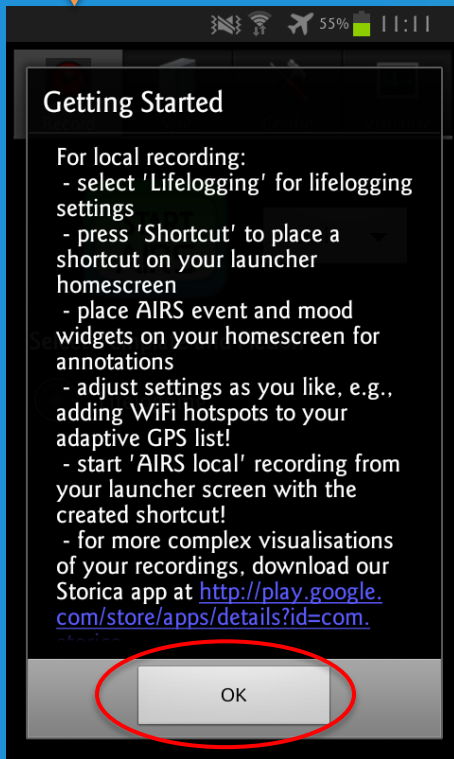 55% 11:11
Getting Started
For local recording:
- select 'Lifelogging' for lifelogging
settings
- press 'Shortcut' to place a
shortcut on your launcher
homescreen
- place AIRS event and mood
widgets on your homescreen for
annotations
- adjust settings as you like, e.g.,
adding WiFi hotspots to your
adaptive GPS list!
- start 'AIRS local' recording from
your launcher screen with the
created shortcut!
- for more complex visualisations
of your recordings, download our
Storica app at http://play.google.
com/store/apps/details?id=com.
OK